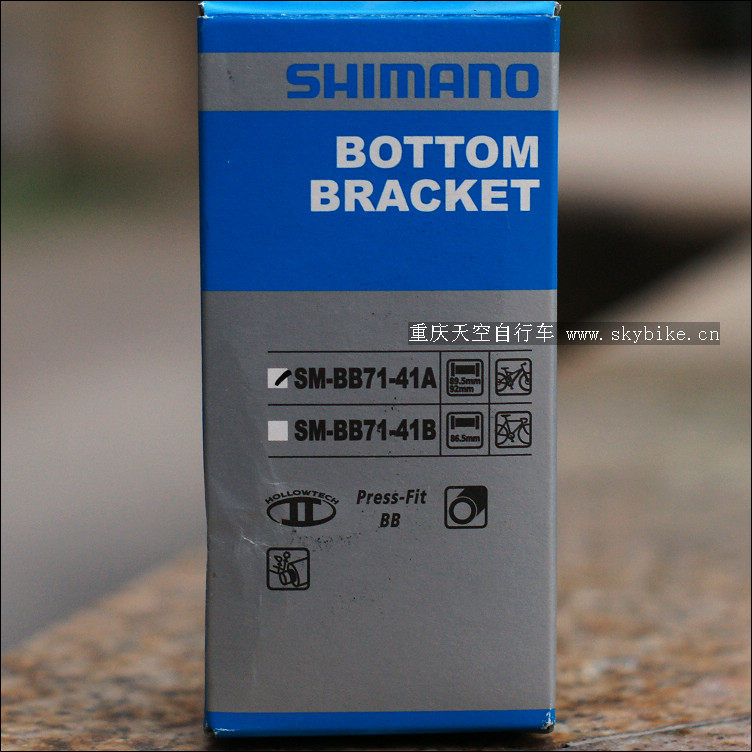 SHIMANO
BOTTOM
BRACKET
重庆天空自行车 www.skybike.cn
SM-BB71-41A
89.5mm
92mm
SM-BB71-41B
86.5mm
HOLLOWTECH
II
Press-Fit
BB